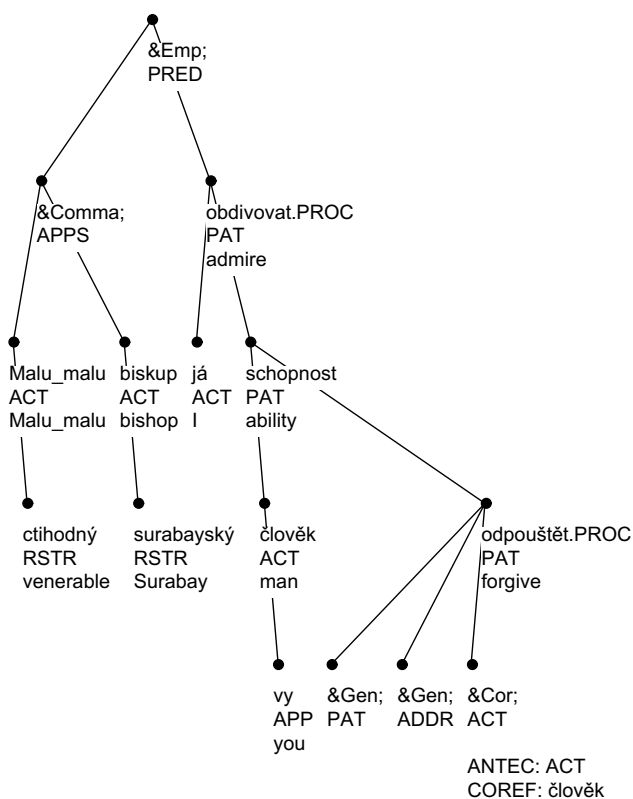 &Emp;
PRED
&Comma;
APPS
obdivovat.PROC
PAT
admire
Malu_malu
ACT
Malu_malu
biskup
ACT
bishop
já
ACT
I
schopnost
PAT
ability
ctihodný
RSTR
venerable
surabayský
RSTR
Surabay
člověk
ACT
man
odpouštět.PROC
PAT
forgive
vy
APP
you
&Gen;
PAT
&Gen;
ADDR
&Cor;
ACT
ANTEC: ACT
COREF: člověk